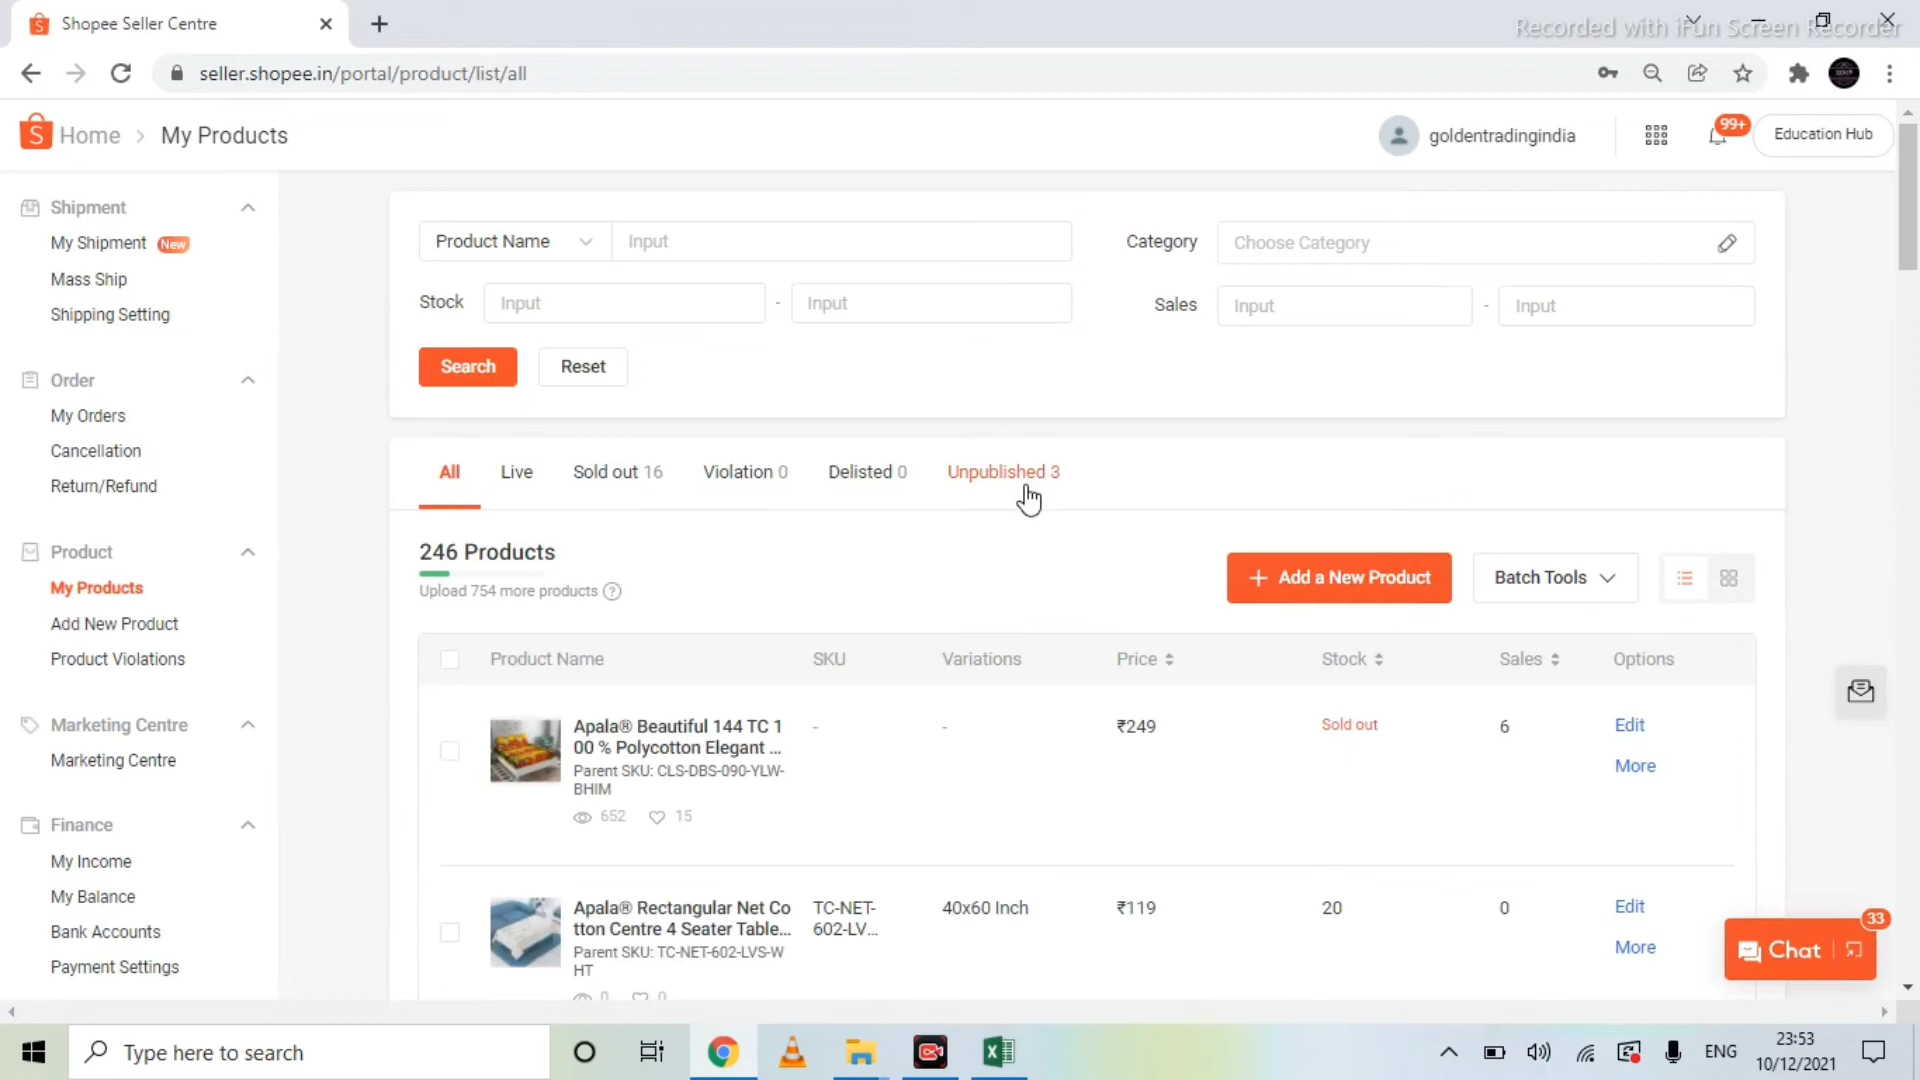 Shopee Seller Centre
Recorded with iFun Screen Recorder
seller.shopee.in/portal/product/list/all
Home > My Products
goldentradingindia
99+
Education Hub
Shipment
My Shipment New
Mass Ship
Shipping Setting
Order
My Orders
Cancellation
Return/Refund
Product
My Products
Add New Product
Product Violations
Marketing Centre
Marketing Centre
Finance
My Income
My Balance
Bank Accounts
Payment Settings
Product Name Input
Category Choose Category
Stock Input - Input
Sales Input - Input
Search Reset
All Live Sold out 16 Violation 0 Delisted 0 Unpublished 3
246 Products
Upload 754 more products ?
+ Add a New Product
Batch Tools
Product Name SKU Variations Price Stock Sales Options
Apala® Beautiful 144 TC 1
00 % Polycotton Elegant ...
Parent SKU: CLS-DBS-090-YLW-
BHIM
652 15
- - ₹249 Sold out 6 Edit
More
Apala® Rectangular Net Co
tton Centre 4 Seater Table...
Parent SKU: TC-NET-602-LVS-W
HT
0 0
TC-NET-
602-LV...
40x60 Inch ₹119 20 0 Edit
More
33
Chat
Type here to search
ENG
23:53
10/12/2021